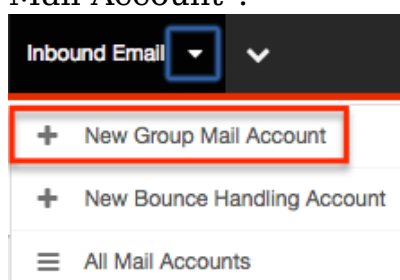 Mail Account".
Inbound Email
New Group Mail Account
New Bounce Handling Account
All Mail Accounts